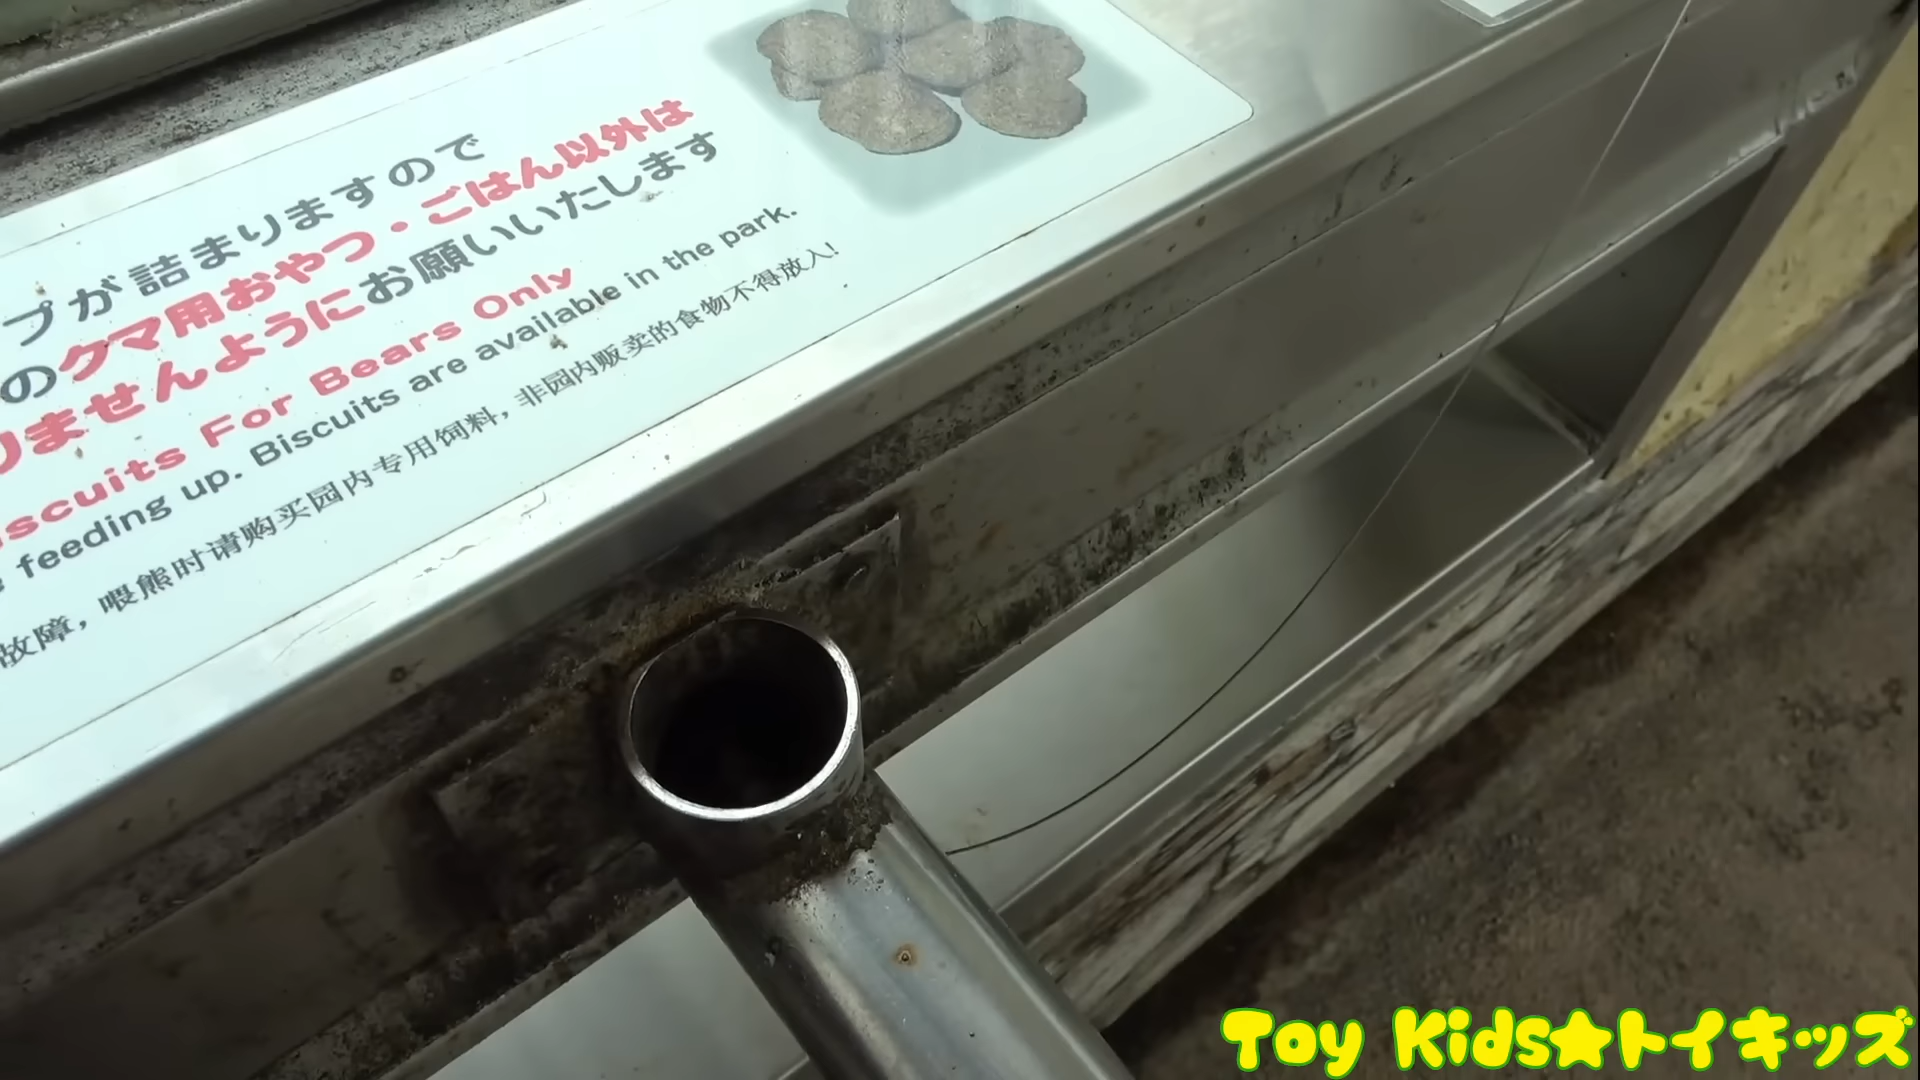 プが詰まりますので
のクマ用おやつ・ごはん以外は
りませんようにお願いいたします
iscuits For Bears Only
feeding up. Biscuits are available in the park.
故障，喂熊时请购买园内专用饲料，非园内贩卖的食物不得放入!
Toy Kids★トイキッズ